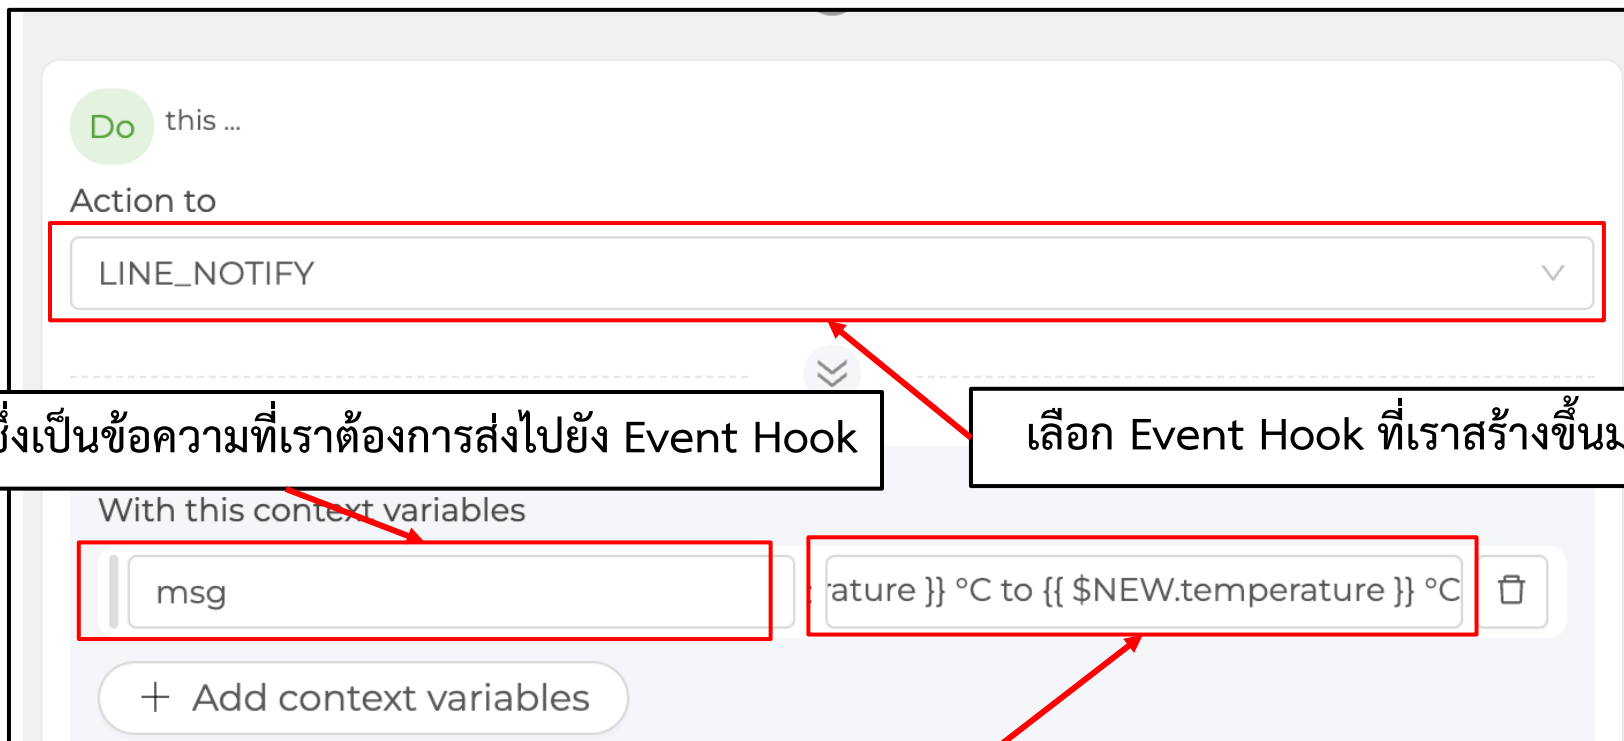 Do this ...
Action to
LINE_NOTIFY
ซึ่งเป็นข้อความที่เราต้องการส่งไปยัง Event Hook
เลือก Event Hook ที่เราสร้างขึ้น
With this context variables
msg : rature }} °C to {{ $NEW.temperature }} °C
+ Add context variables